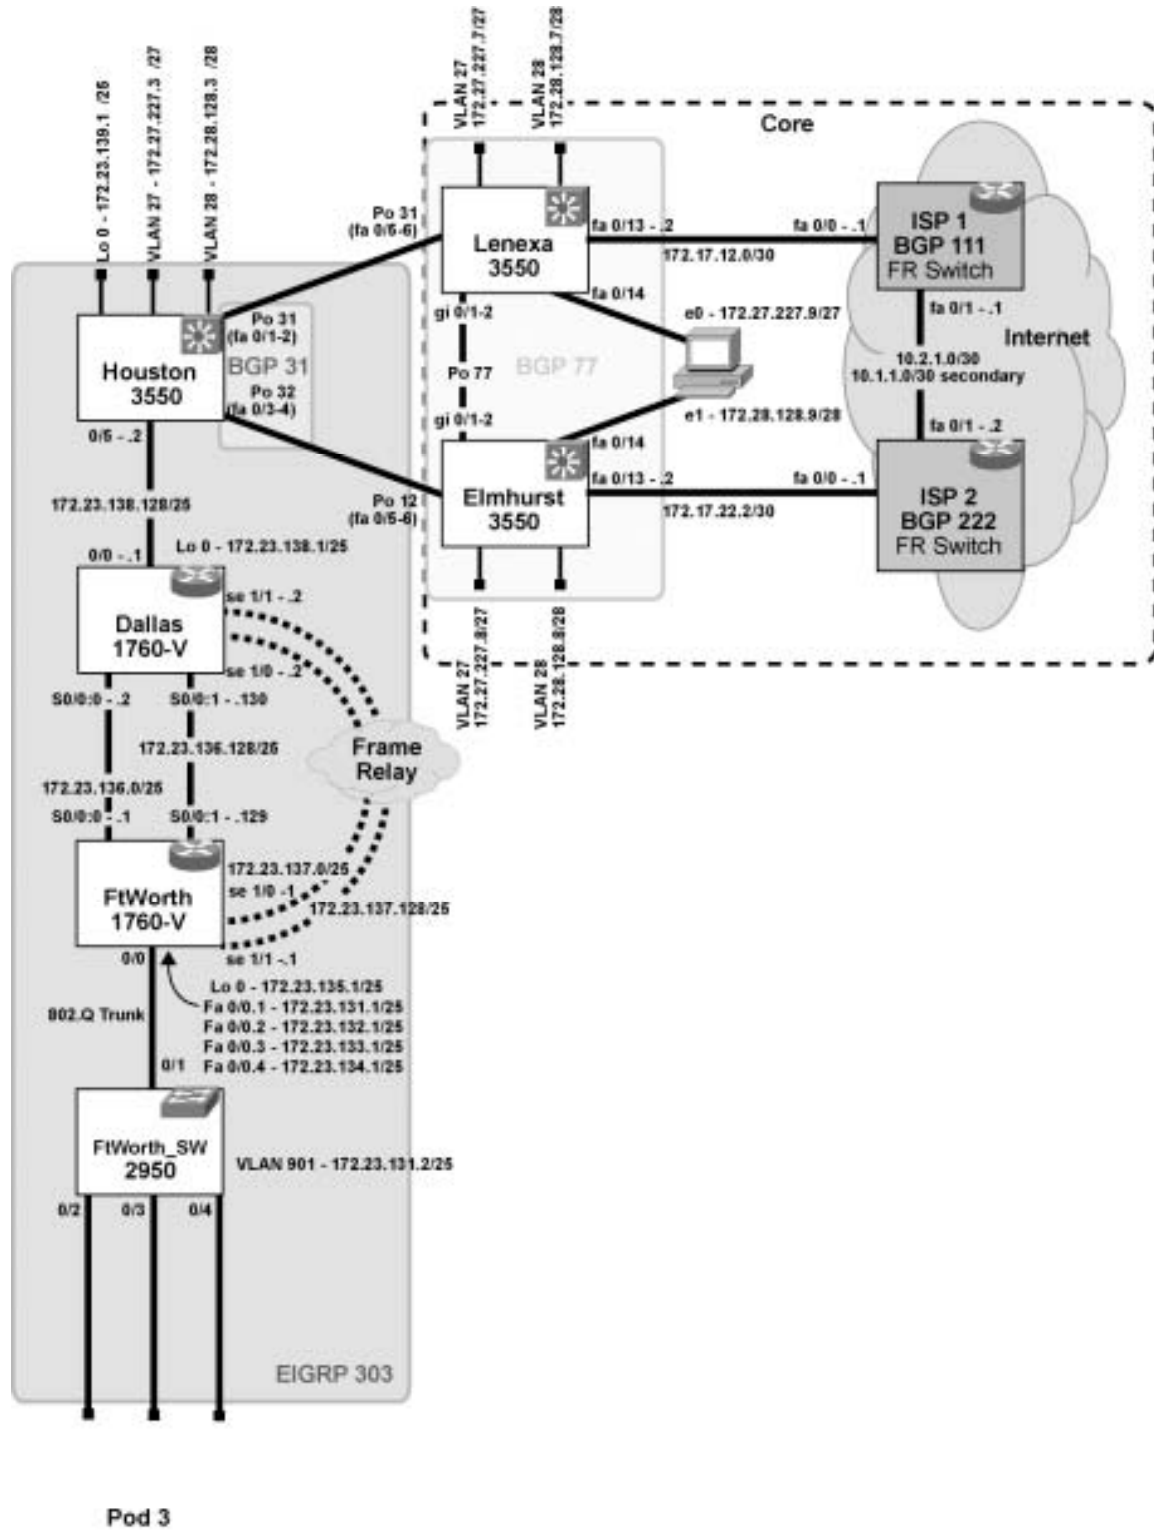 Lo 0 - 172.23.139.1 /25
VLAN 27 - 172.27.227.3 /27
VLAN 28 - 172.28.128.3 /28
VLAN 27
172.27.227.7/27
VLAN 28
172.28.128.7/28
Core
Po 31
(fa 0/5-6)
Lenexa
3550
fa 0/13 - .2
172.17.12.0/30
fa 0/0 - .1
ISP 1
BGP 111
FR Switch
fa 0/14
gi 0/1-2
e0 - 172.27.227.9/27
fa 0/1 - .1
Internet
Po 31
(fa 0/1-2)
BGP 31
Houston
3550
Po 32
(fa 0/3-4)
Po 77
BGP 77
10.2.1.0/30
10.1.1.0/30 secondary
e1 - 172.28.128.9/28
gi 0/1-2
fa 0/14
fa 0/1 - .2
0/5 - .2
172.23.138.128/25
Po 12
(fa 0/5-6)
Elmhurst
3550
fa 0/13 - .2
172.17.22.2/30
fa 0/0 - .1
ISP 2
BGP 222
FR Switch
0/0 - .1
Lo 0 - 172.23.138.1/25
Dallas
1760-V
se 1/1 - .2
se 1/0 - .2
VLAN 27
172.27.227.8/27
VLAN 28
172.28.128.8/28
S0/0:0 - .2
S0/0:1 - .130
172.23.136.128/25
172.23.136.0/25
Frame
Relay
S0/0:0 - .1
S0/0:1 - .129
FtWorth
1760-V
172.23.137.0/25
se 1/0 -1
172.23.137.128/25
0/0
se 1/1 -.1
Lo 0 - 172.23.135.1/25
Fa 0/0.1 - 172.23.131.1/25
Fa 0/0.2 - 172.23.132.1/25
Fa 0/0.3 - 172.23.133.1/25
Fa 0/0.4 - 172.23.134.1/25
802.Q Trunk
0/1
FtWorth_SW
2950
VLAN 901 - 172.23.131.2/25
0/2
0/3
0/4
EIGRP 303
Pod 3